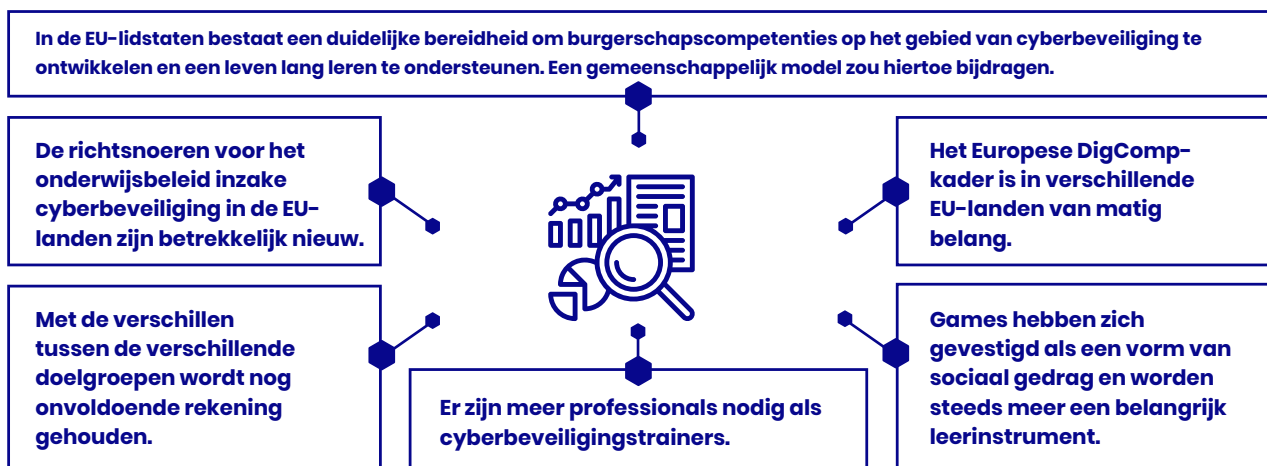 In de EU-lidstaten bestaat een duidelijke bereidheid om burgerschapscompetenties op het gebied van cyberbeveiliging te
ontwikkelen en een leven lang leren te ondersteunen. Een gemeenschappelijk model zou hiertoe bijdragen.
De richtsnoeren voor het
onderwijsbeleid inzake
cyberbeveiliging in de EU-
landen zijn betrekkelijk nieuw.
Het Europese DigComp-
kader is in verschillende
EU-landen van matig
belang.
Met de verschillen
tussen de verschillende
doelgroepen wordt nog
onvoldoende rekening
gehouden.
Er zijn meer professionals nodig als
cyberbeveiligingstrainers.
Games hebben zich
gevestigd als een vorm van
sociaal gedrag en worden
steeds meer een belangrijk
leerinstrument.